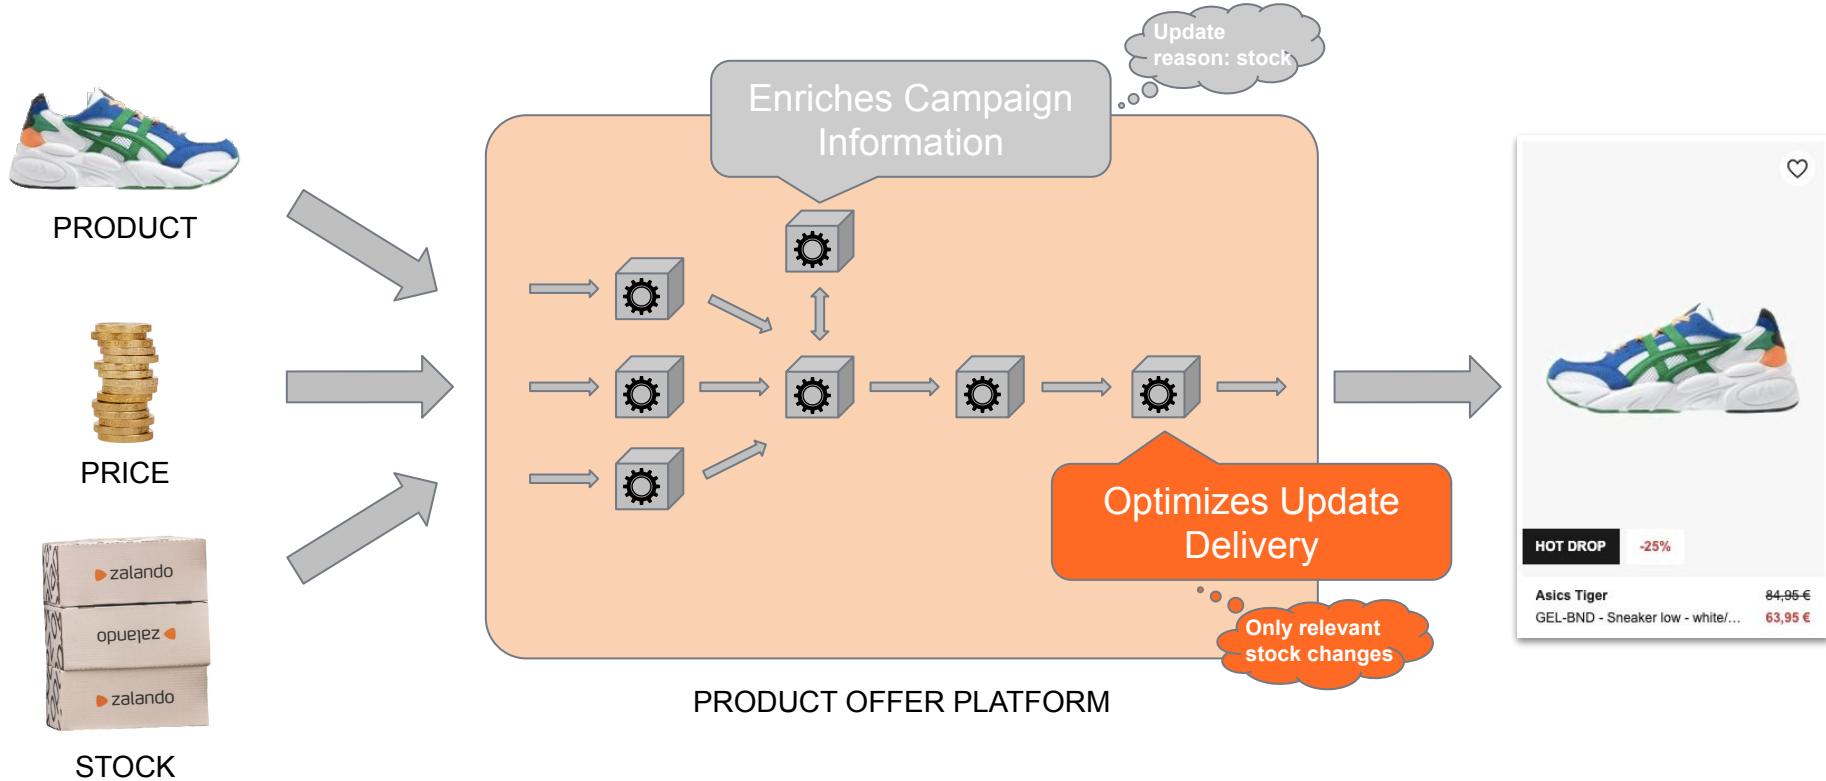 Update
reason: stock
Enriches Campaign
Information
PRODUCT
PRICE
zalando
zalando
zalando
STOCK
Optimizes Update
Delivery
Only relevant
stock changes
PRODUCT OFFER PLATFORM
HOT DROP
-25%
Asics Tiger
84,95 €
GEL-BND - Sneaker low - white/...
63,95 €